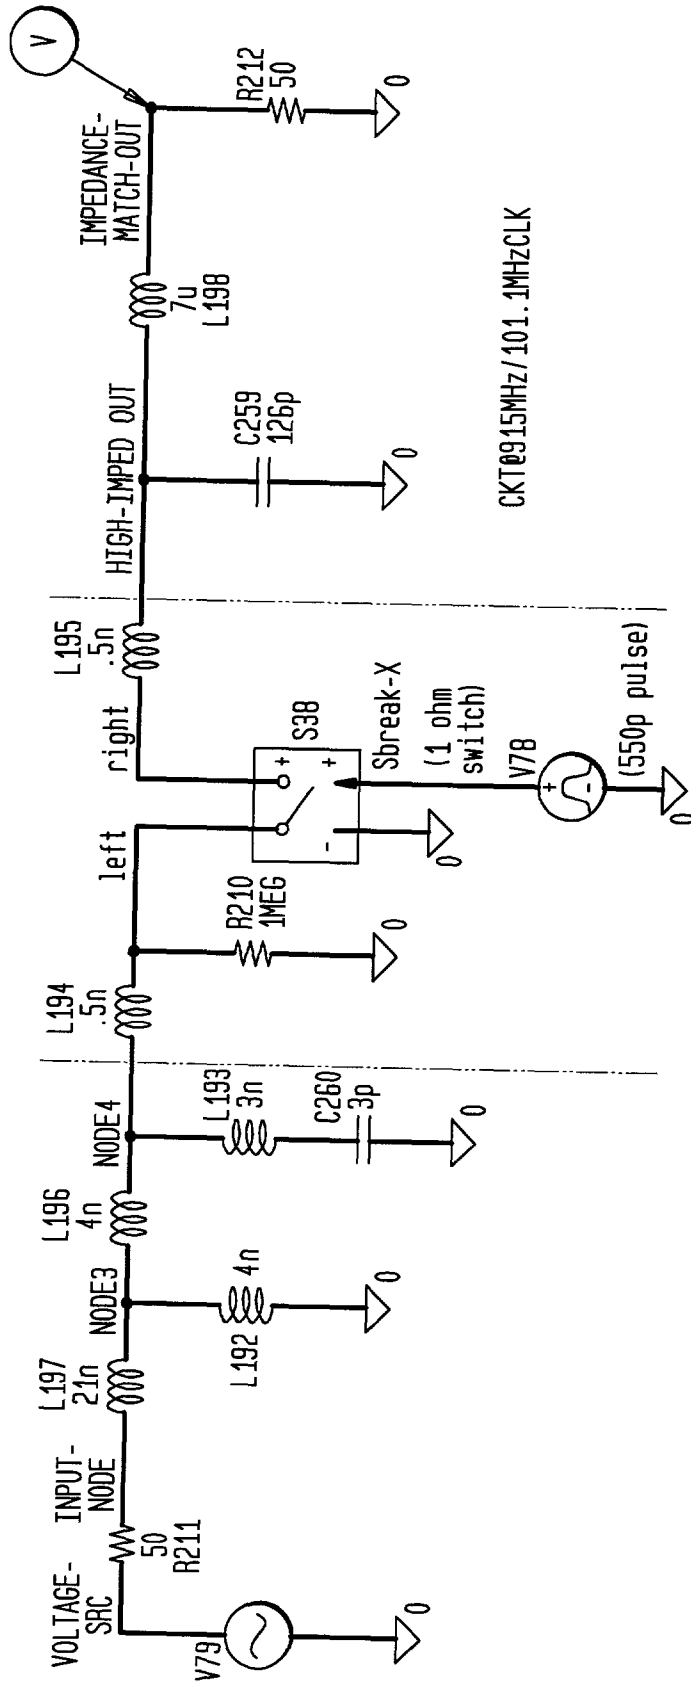 VOLTAGE-
SRC
V79
0
50
R211
INPUT-
NODE
L197
21n
NODE3
L192
4n
0
L196
4n
NODE4
L193
3n
C260
3p
0
L194
.5n
R210
1MEG
0
left
right
S38
+
+
-
0
Sbreak-X
(1 ohm
switch)
V78
+
-
(550p pulse)
0
L195
.5n
HIGH-IMPED OUT
C259
126p
0
7u
L198
IMPEDANCE-
MATCH-OUT
V
R212
50
0
CKT@915MHz/101.1MHzCLK